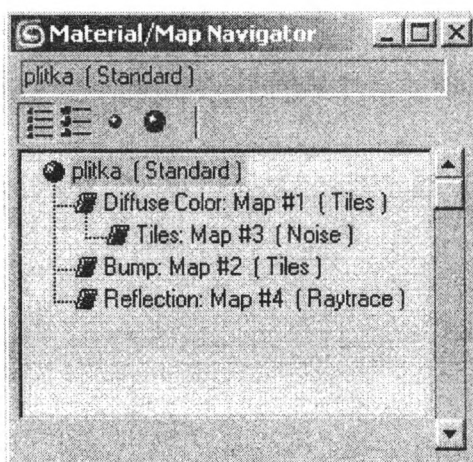 Material/Map Navigator
plitka ( Standard )
plitka ( Standard )
Diffuse Color: Map #1 ( Tiles )
Tiles: Map #3 ( Noise )
Bump: Map #2 ( Tiles )
Reflection: Map #4 ( Raytrace )